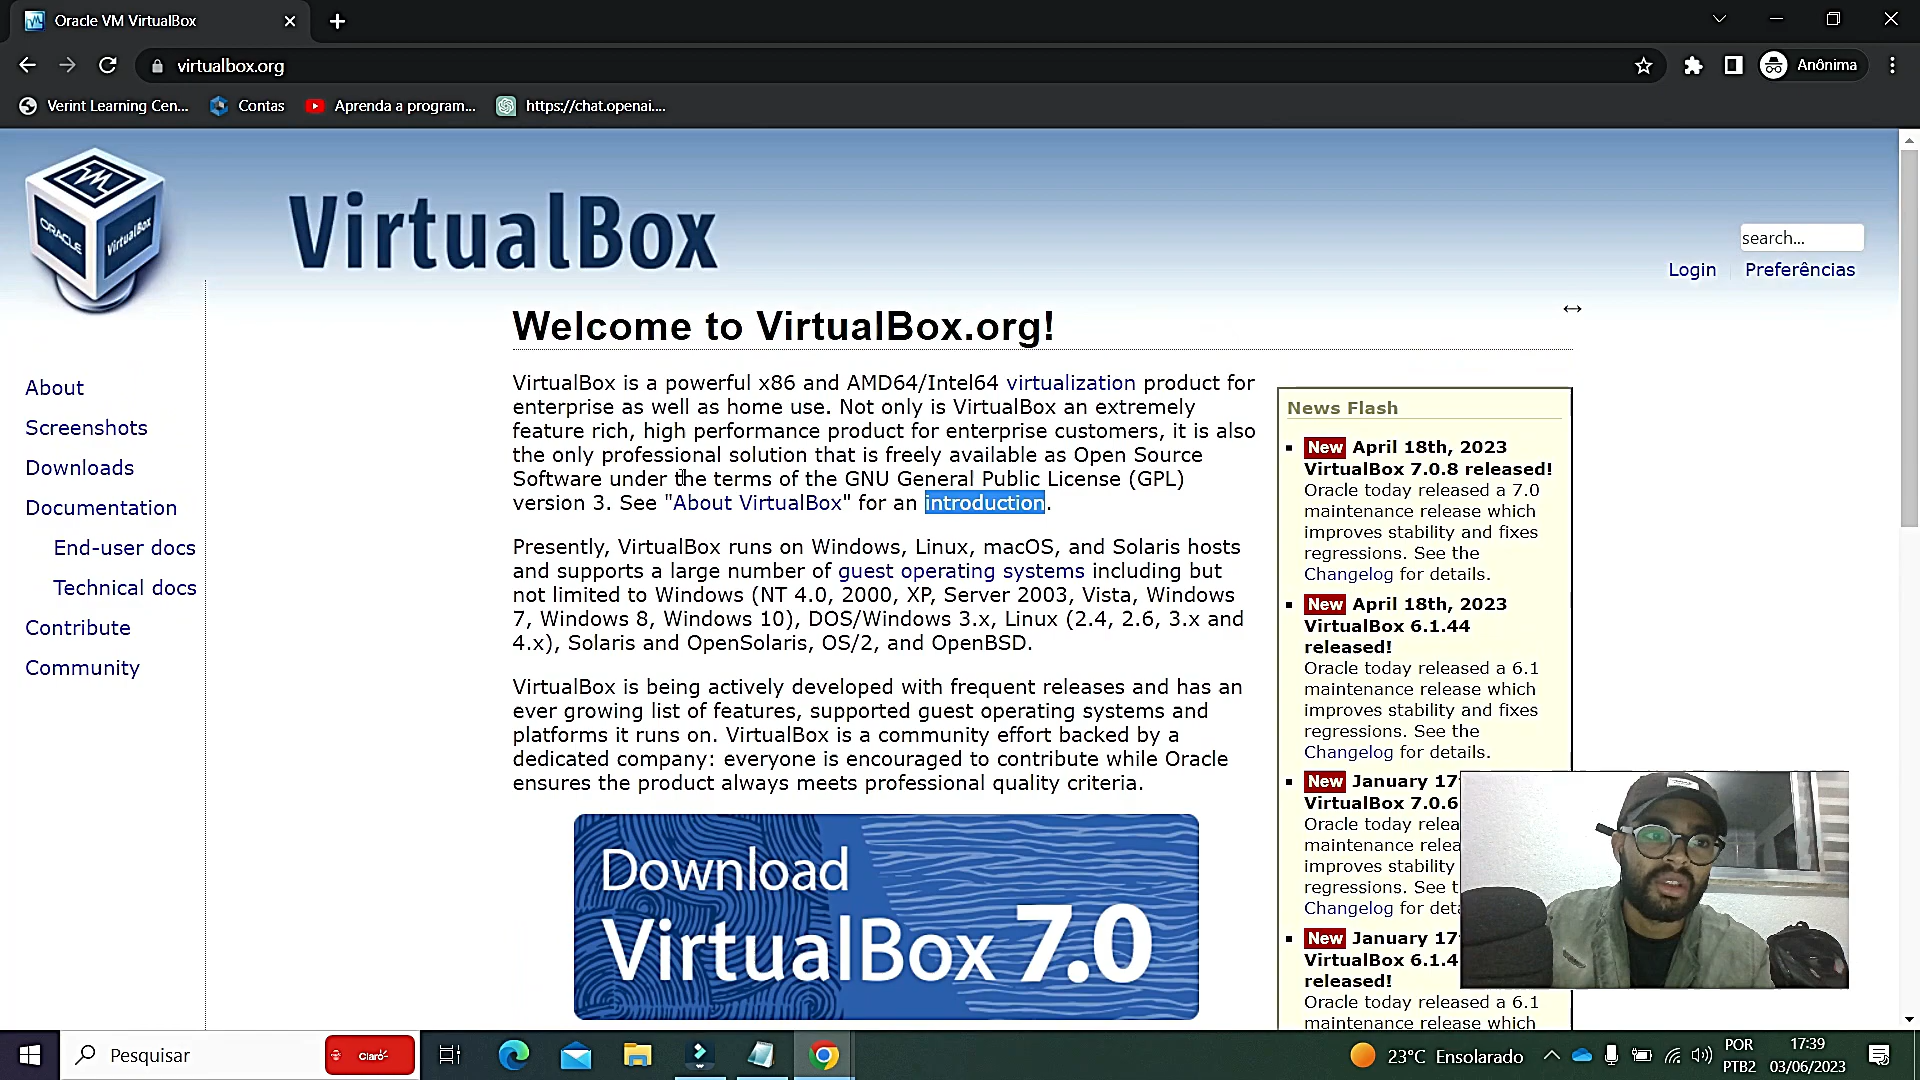 Oracle VM VirtualBox
virtualbox.org
Anônima
Verint Learning Cen...
Contas
Aprenda a program...
https://chat.openai....
ORACLE
VirtualBox
VirtualBox
search...
Login
Preferências
About
Screenshots
Downloads
Documentation
End-user docs
Technical docs
Contribute
Community
Welcome to VirtualBox.org!
VirtualBox is a powerful x86 and AMD64/Intel64 virtualization product for
enterprise as well as home use. Not only is VirtualBox an extremely
feature rich, high performance product for enterprise customers, it is also
the only professional solution that is freely available as Open Source
Software under the terms of the GNU General Public License (GPL)
version 3. See "About VirtualBox" for an introduction.
Presently, VirtualBox runs on Windows, Linux, macOS, and Solaris hosts
and supports a large number of guest operating systems including but
not limited to Windows (NT 4.0, 2000, XP, Server 2003, Vista, Windows
7, Windows 8, Windows 10), DOS/Windows 3.x, Linux (2.4, 2.6, 3.x and
4.x), Solaris and OpenSolaris, OS/2, and OpenBSD.
VirtualBox is being actively developed with frequent releases and has an
ever growing list of features, supported guest operating systems and
platforms it runs on. VirtualBox is a community effort backed by a
dedicated company: everyone is encouraged to contribute while Oracle
ensures the product always meets professional quality criteria.
Download
VirtualBox 7.0
News Flash
New April 18th, 2023
VirtualBox 7.0.8 released!
Oracle today released a 7.0
maintenance release which
improves stability and fixes
regressions. See the
Changelog for details.
New April 18th, 2023
VirtualBox 6.1.44
released!
Oracle today released a 6.1
maintenance release which
improves stability and fixes
regressions. See the
Changelog for details.
New January 17
VirtualBox 7.0.6
Oracle today relea
maintenance relea
improves stability
regressions. See t
Changelog for deta
New January 17
VirtualBox 6.1.4
released!
Oracle today released a 6.1
maintenance release which
Pesquisar
Claro
23°C Ensolarado
POR
PTB2
17:39
03/06/2023